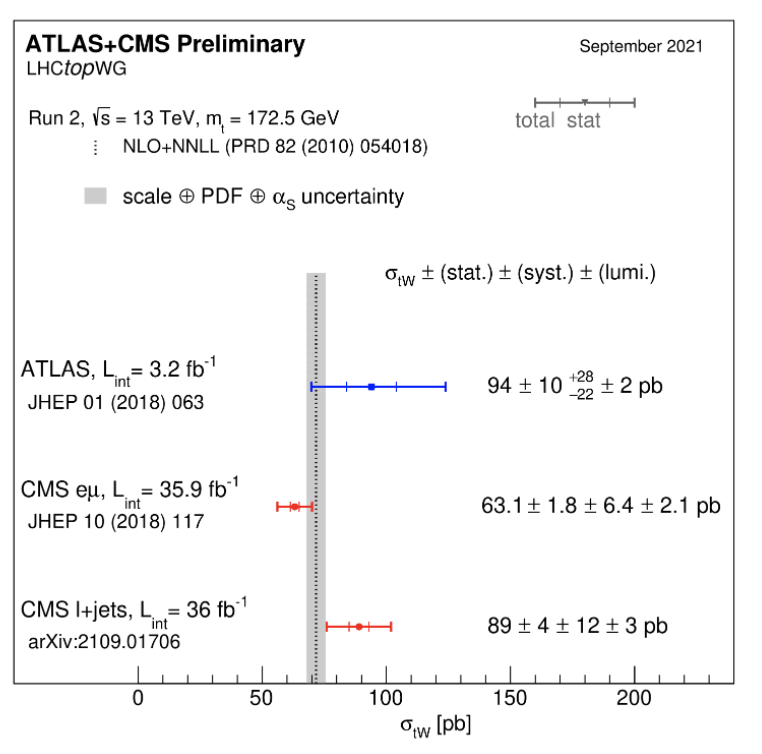 ATLAS+CMS Preliminary
September 2021
LHCtopWG
Run 2, √s = 13 TeV, mₜ = 172.5 GeV
total stat
NLO+NNLL (PRD 82 (2010) 054018)
scale ⊕ PDF ⊕ αS uncertainty
σtW ± (stat.) ± (syst.) ± (lumi.)
ATLAS, Lint= 3.2 fb⁻¹
JHEP 01 (2018) 063
94 ± 10 +28 −22 ± 2 pb
CMS eμ, Lint= 35.9 fb⁻¹
JHEP 10 (2018) 117
63.1 ± 1.8 ± 6.4 ± 2.1 pb
CMS l+jets, Lint= 36 fb⁻¹
arXiv:2109.01706
89 ± 4 ± 12 ± 3 pb
0 50 100 150 200
σtW [pb]